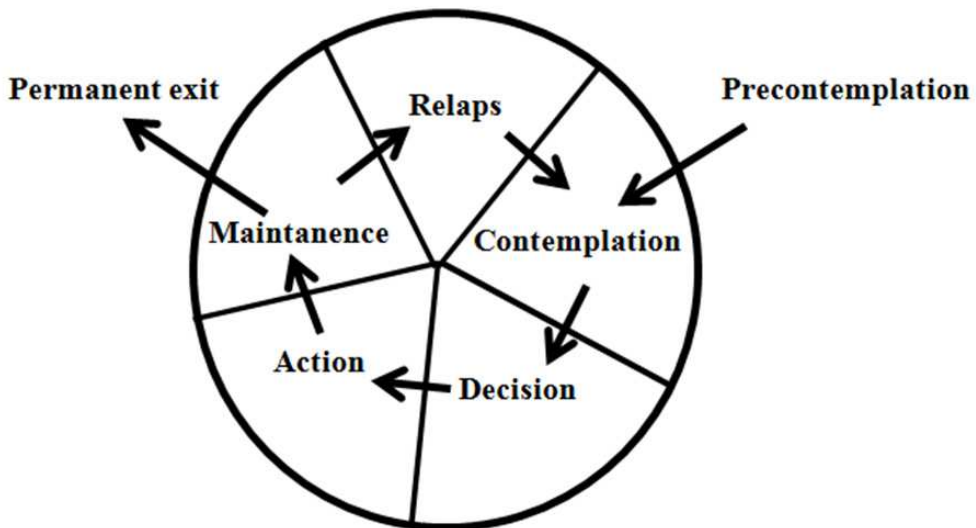 Permanent exit
Relaps
Precontemplation
Maintanence
Contemplation
Action
Decision